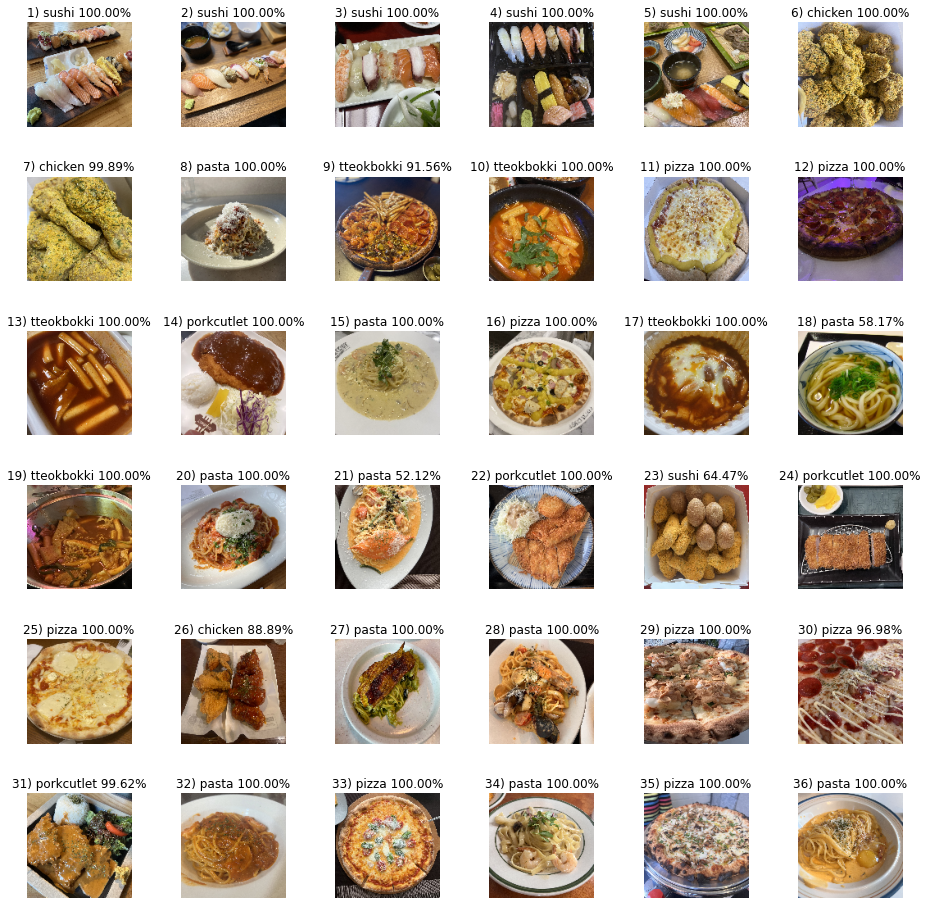 1) sushi 100.00%
2) sushi 100.00%
3) sushi 100.00%
4) sushi 100.00%
5) sushi 100.00%
6) chicken 100.00%
7) chicken 99.89%
8) pasta 100.00%
9) tteokbokki 91.56%
10) tteokbokki 100.00%
11) pizza 100.00%
12) pizza 100.00%
13) tteokbokki 100.00%
14) porkcutlet 100.00%
15) pasta 100.00%
16) pizza 100.00%
17) tteokbokki 100.00%
18) pasta 58.17%
19) tteokbokki 100.00%
20) pasta 100.00%
21) pasta 52.12%
22) porkcutlet 100.00%
23) sushi 64.47%
24) porkcutlet 100.00%
25) pizza 100.00%
26) chicken 88.89%
27) pasta 100.00%
28) pasta 100.00%
29) pizza 100.00%
30) pizza 96.98%
31) porkcutlet 99.62%
32) pasta 100.00%
33) pizza 100.00%
34) pasta 100.00%
35) pizza 100.00%
36) pasta 100.00%